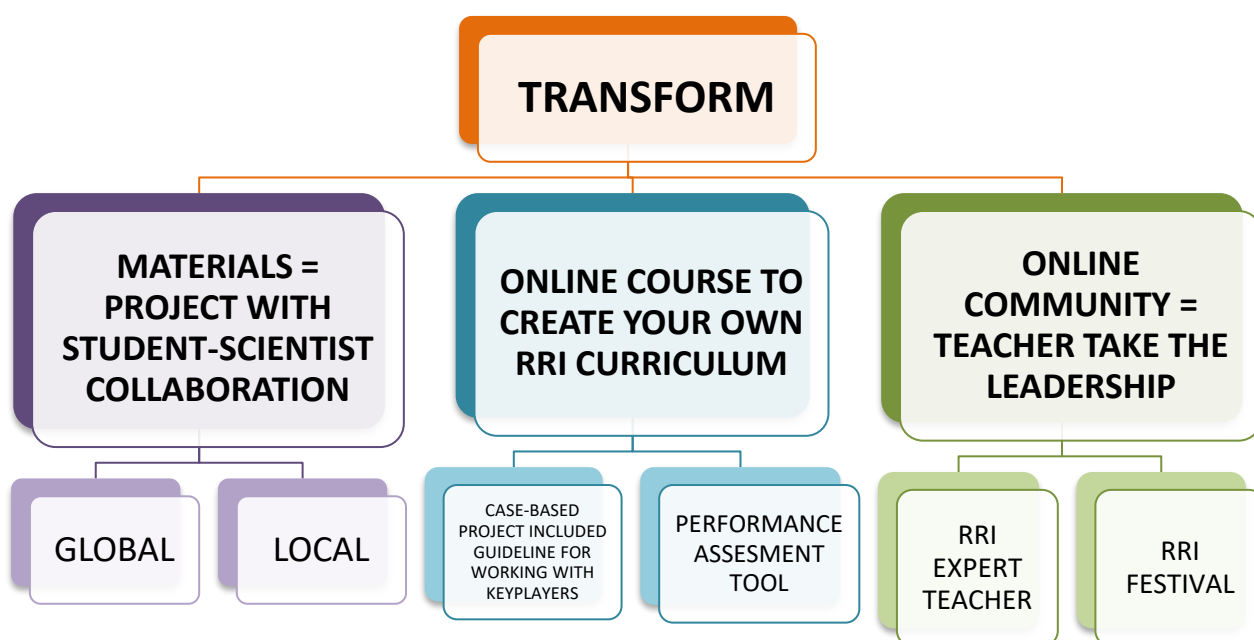 TRANSFORM
MATERIALS =
PROJECT WITH
STUDENT-SCIENTIST
COLLABORATION
ONLINE COURSE TO
CREATE YOUR OWN
RRI CURRICULUM
ONLINE
COMMUNITY =
TEACHER TAKE THE
LEADERSHIP
GLOBAL
LOCAL
CASE-BASED
PROJECT INCLUDED
GUIDELINE FOR
WORKING WITH
KEYPLAYERS
PERFORMANCE
ASSESMENT
TOOL
RRI
EXPERT
TEACHER
RRI
FESTIVAL